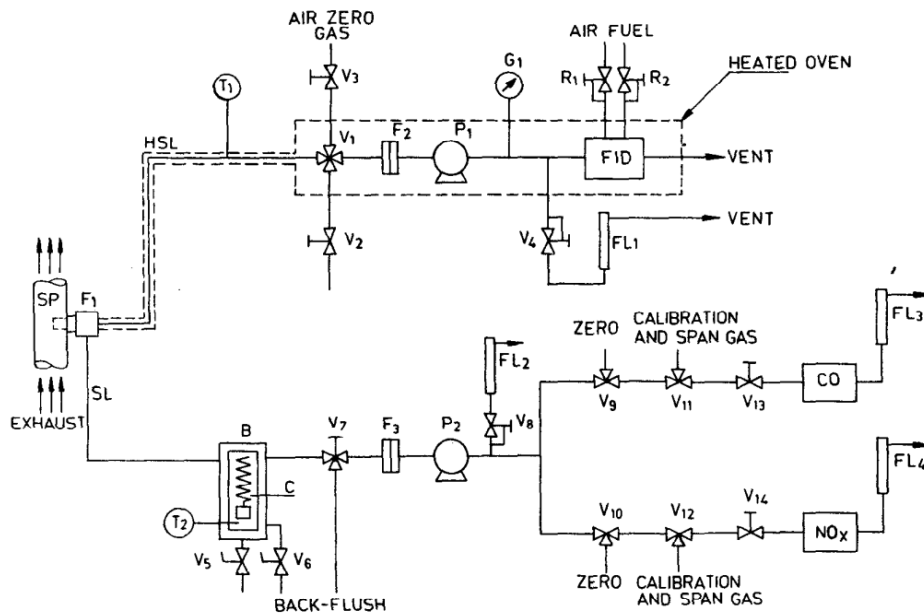 AIR ZERO
GAS
AIR FUEL
G1
HEATED OVEN
V3
R1
R2
T1
V1
F2
P1
HSL
FID
VENT
V2
V4
FL1
VENT
SP
F1
ZERO
CALIBRATION
AND SPAN GAS
FL3
FL2
SL
CO
EXHAUST
V9
V11
V13
V7
F3
P2
V8
B
FL4
C
V10
V12
V14
T2
NOx
V5
V6
ZERO
CALIBRATION
AND SPAN GAS
BACK-FLUSH